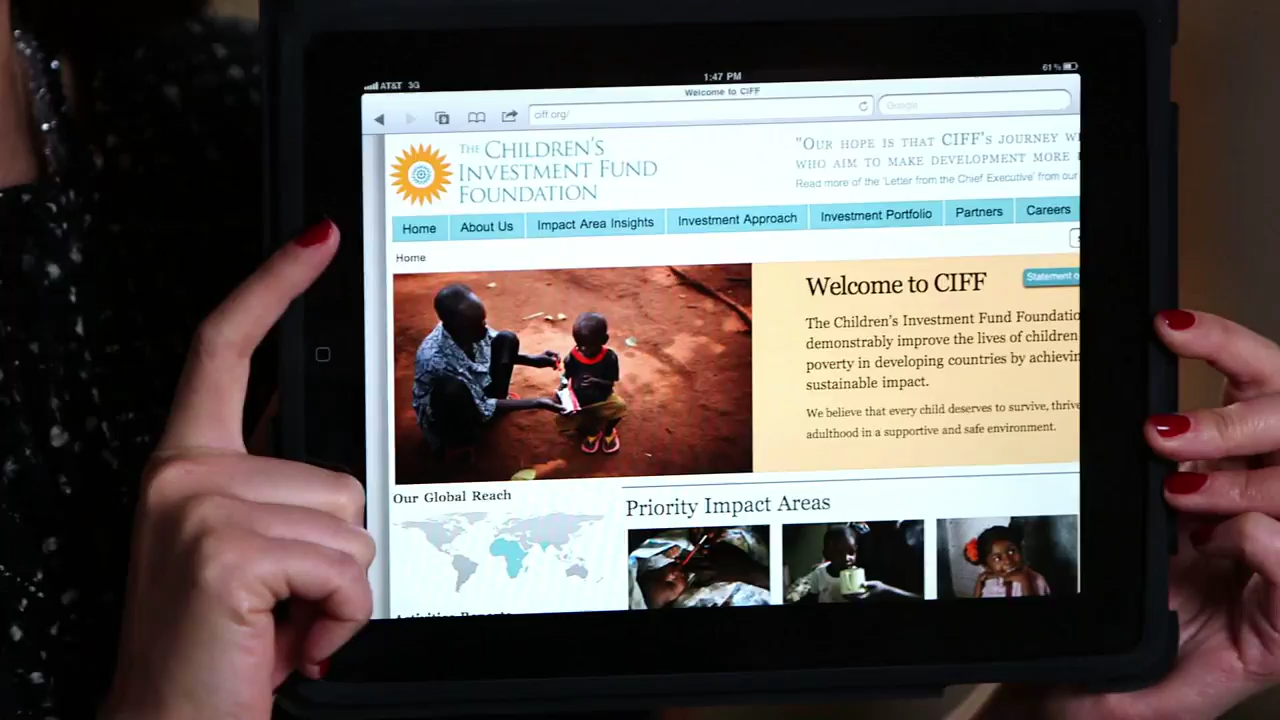 AT&T 3G
1:47 PM
61%
Welcome to CIFF
ciff.org/
Google
THE CHILDREN'S
INVESTMENT FUND
FOUNDATION
"OUR HOPE IS THAT CIFF'S JOURNEY
WHO AIM TO MAKE DEVELOPMENT MORE
Read more of the 'Letter from the Chief Executive' from our
Home
About Us
Impact Area Insights
Investment Approach
Investment Portfolio
Partners
Careers
Home
Welcome to CIFF
Statement
The Children's Investment Fund Foundatio
demonstrably improve the lives of children
poverty in developing countries by achievin
sustainable impact.
We believe that every child deserves to survive, thrive
adulthood in a supportive and safe environment.
Our Global Reach
Priority Impact Areas